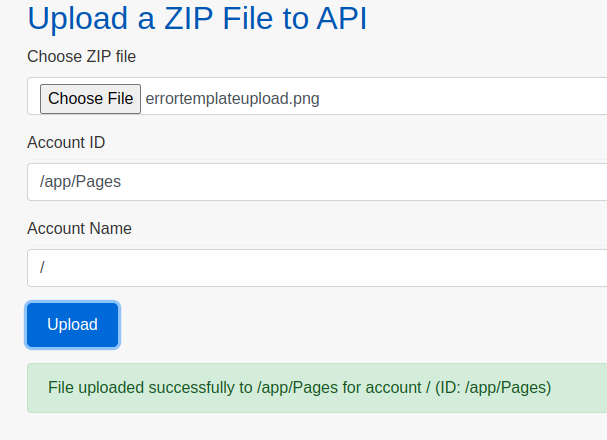 Upload a ZIP File to API
Choose ZIP file
Choose File errortemplateupload.png
Account ID
/app/Pages
Account Name
/
Upload
File uploaded successfully to /app/Pages for account / (ID: /app/Pages)